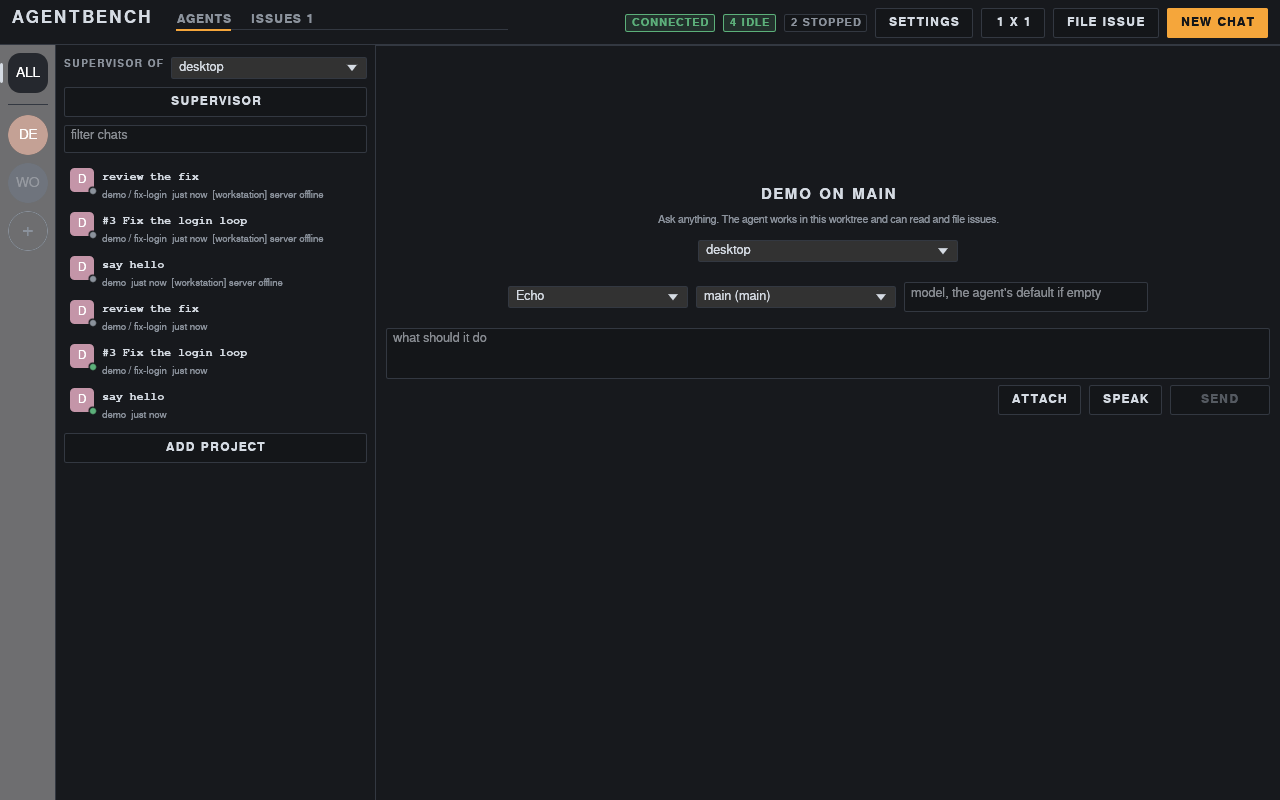 AGENTBENCH
AGENTS ISSUES 1
CONNECTED 4 IDLE 2 STOPPED SETTINGS 1 X 1 FILE ISSUE NEW CHAT
ALL
DE
WO
+
SUPERVISOR OF desktop
SUPERVISOR
filter chats
D review the fix
demo / fix-login just now [workstation] server offline
D #3 Fix the login loop
demo / fix-login just now [workstation] server offline
D say hello
demo just now [workstation] server offline
D review the fix
demo / fix-login just now
D #3 Fix the login loop
demo / fix-login just now
D say hello
demo just now
ADD PROJECT
DEMO ON MAIN
Ask anything. The agent works in this worktree and can read and file issues.
desktop
Echo main (main) model, the agent's default if empty
what should it do
ATTACH SPEAK SEND